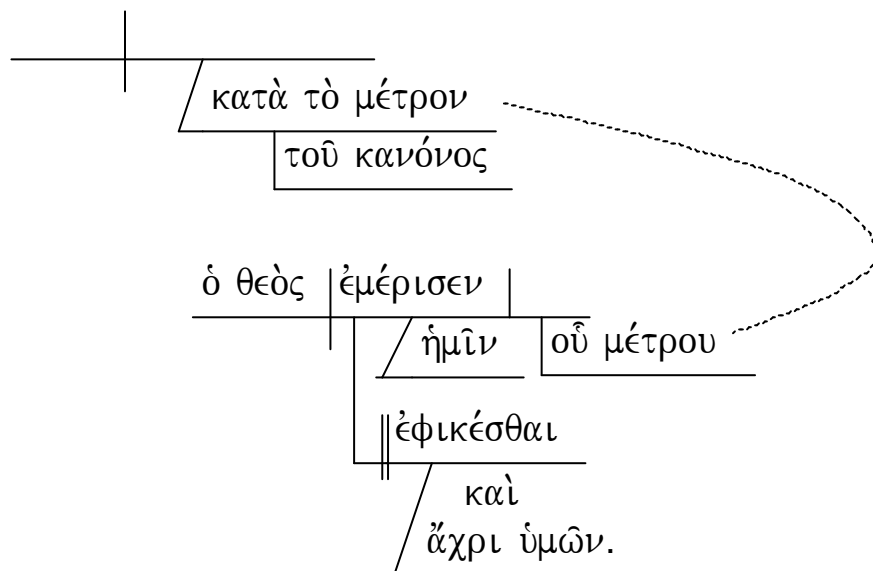 κατὰ τὸ μέτρον
τοῦ κανόνος
ὁ θεὸς ἐμέρισεν
ἡμῖν οὗ μέτρου
ἐφικέσθαι
καὶ
ἄχρι ὑμῶν.